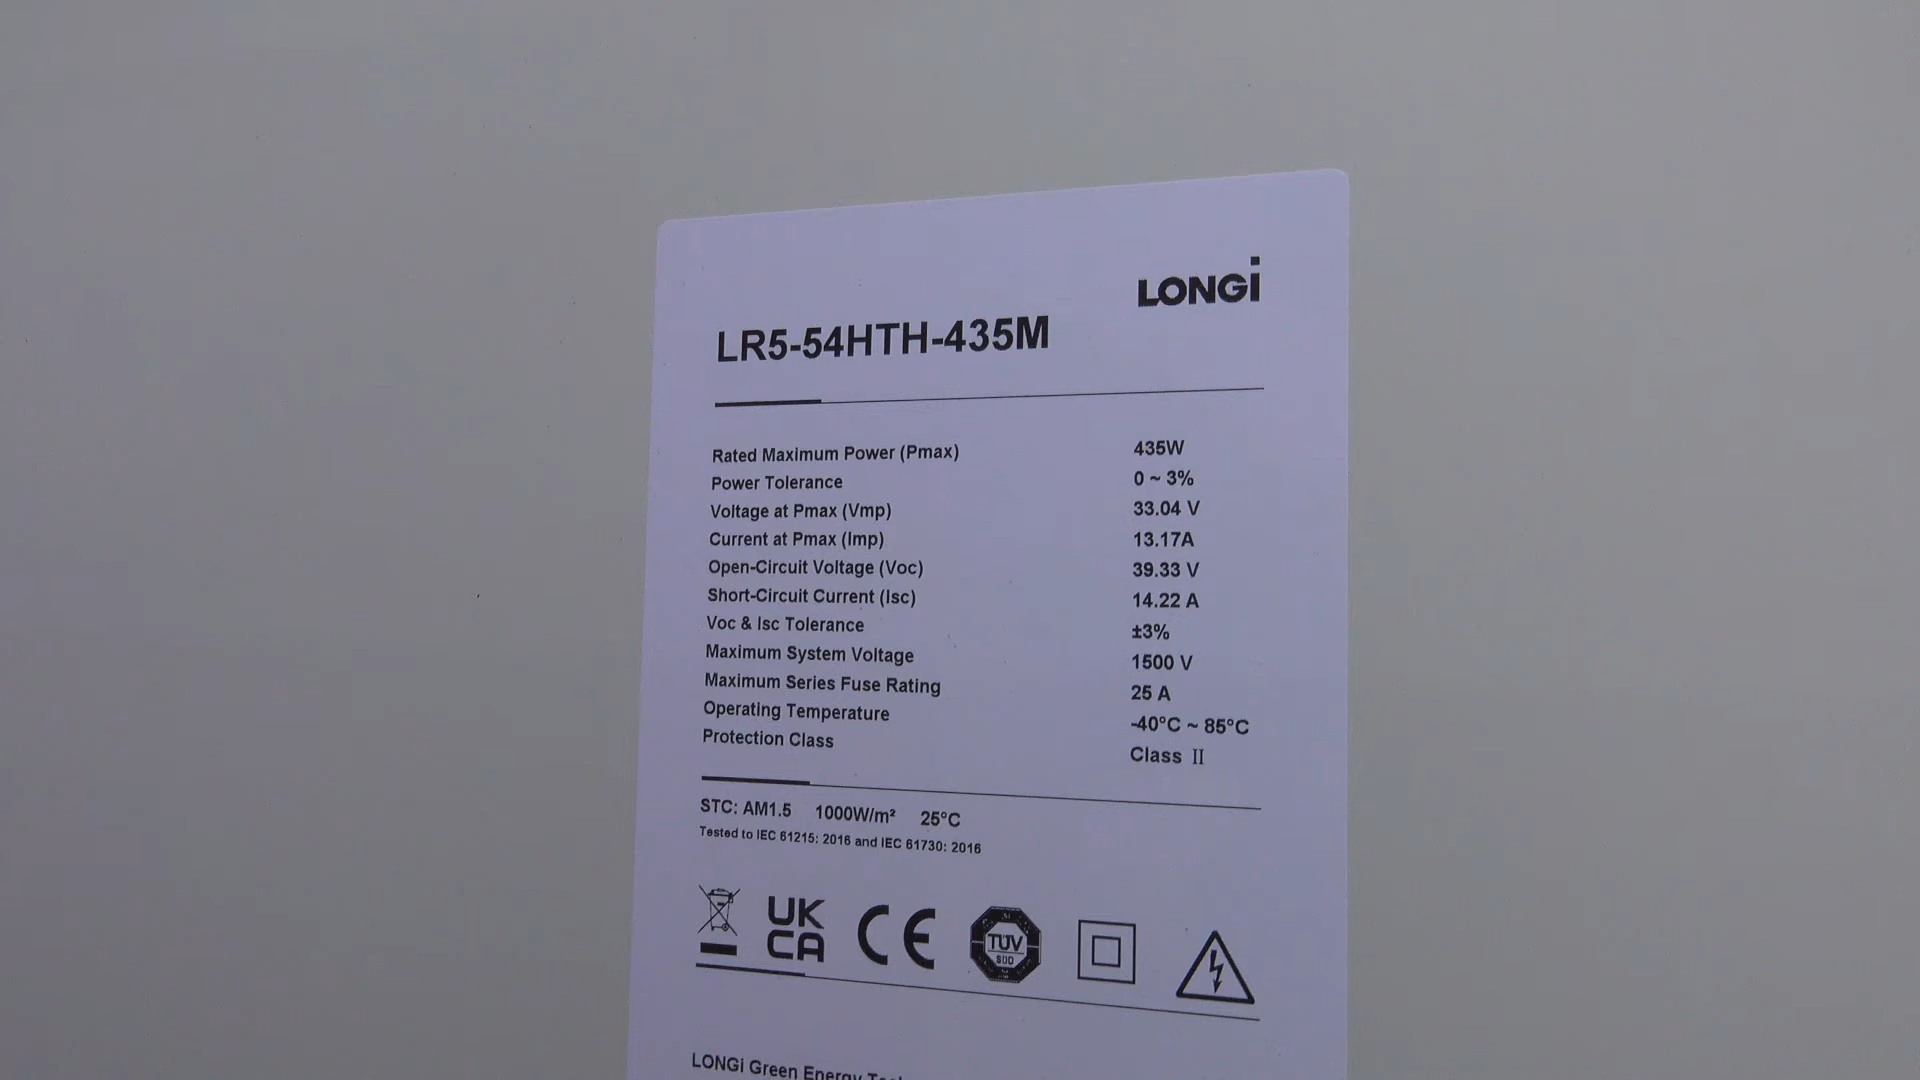 LONGi
LR5-54HTH-435M
Rated Maximum Power (Pmax) 435W
Power Tolerance 0 ~ 3%
Voltage at Pmax (Vmp) 33.04 V
Current at Pmax (Imp) 13.17A
Open-Circuit Voltage (Voc) 39.33 V
Short-Circuit Current (Isc) 14.22 A
Voc & Isc Tolerance ±3%
Maximum System Voltage 1500 V
Maximum Series Fuse Rating 25 A
Operating Temperature -40°C ~ 85°C
Protection Class Class II
STC: AM1.5 1000W/m² 25°C
Tested to IEC 61215: 2016 and IEC 61730: 2016
UK
CA
CE
TÜV
SÜD
LONGi Green Energy